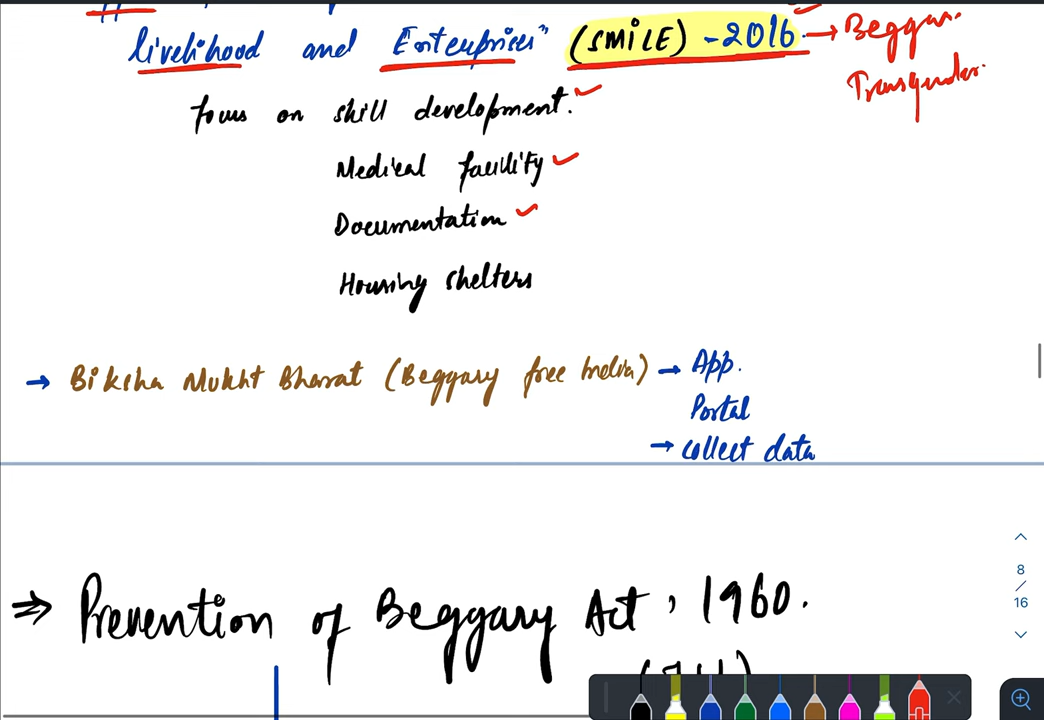 livelihood and Enterprises" (SMILE) - 2016 → Beggar
Transgender
focus on skill development.
Medical facility
Documentation
Housing shelters
→ Biksha Mukht Bharat (Beggary free India) → App.
Portal
→ collect data
⇒ Prevention of Beggary Act, 1960.
8
/
16